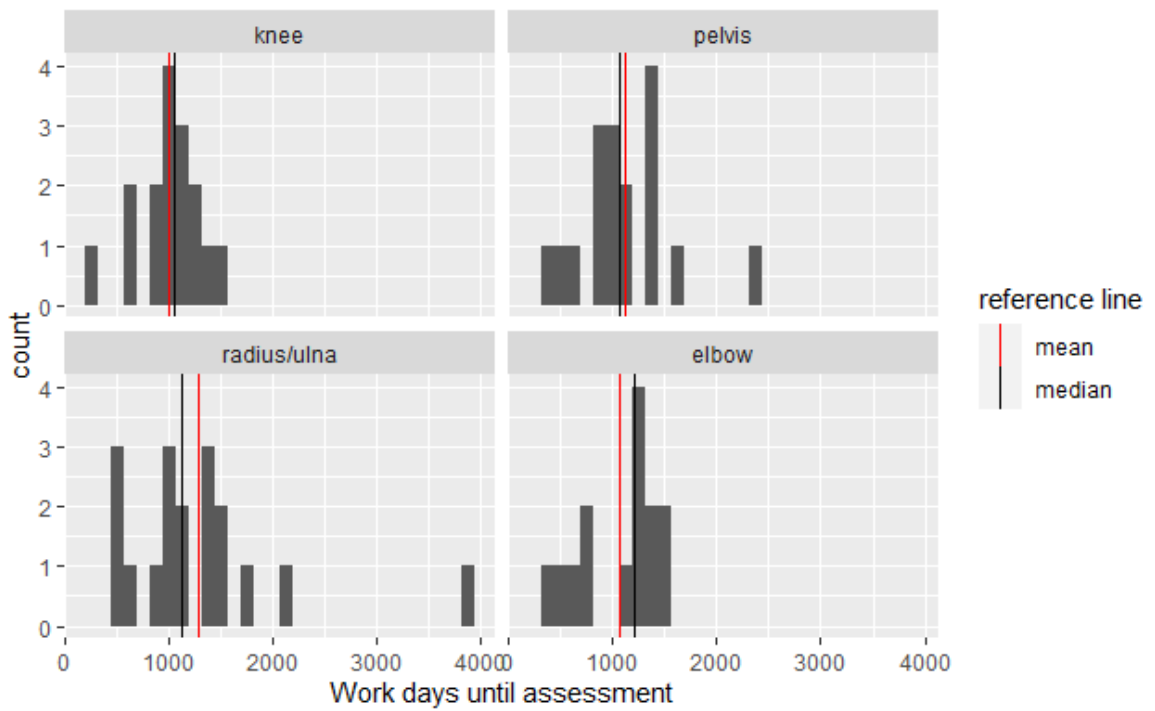 knee
pelvis
4
3
2
1
0
radius/ulna
elbow
4
3
2
1
0
count
0
1000
2000
3000
4000
0
1000
2000
3000
4000
Work days until assessment
reference line
mean
median